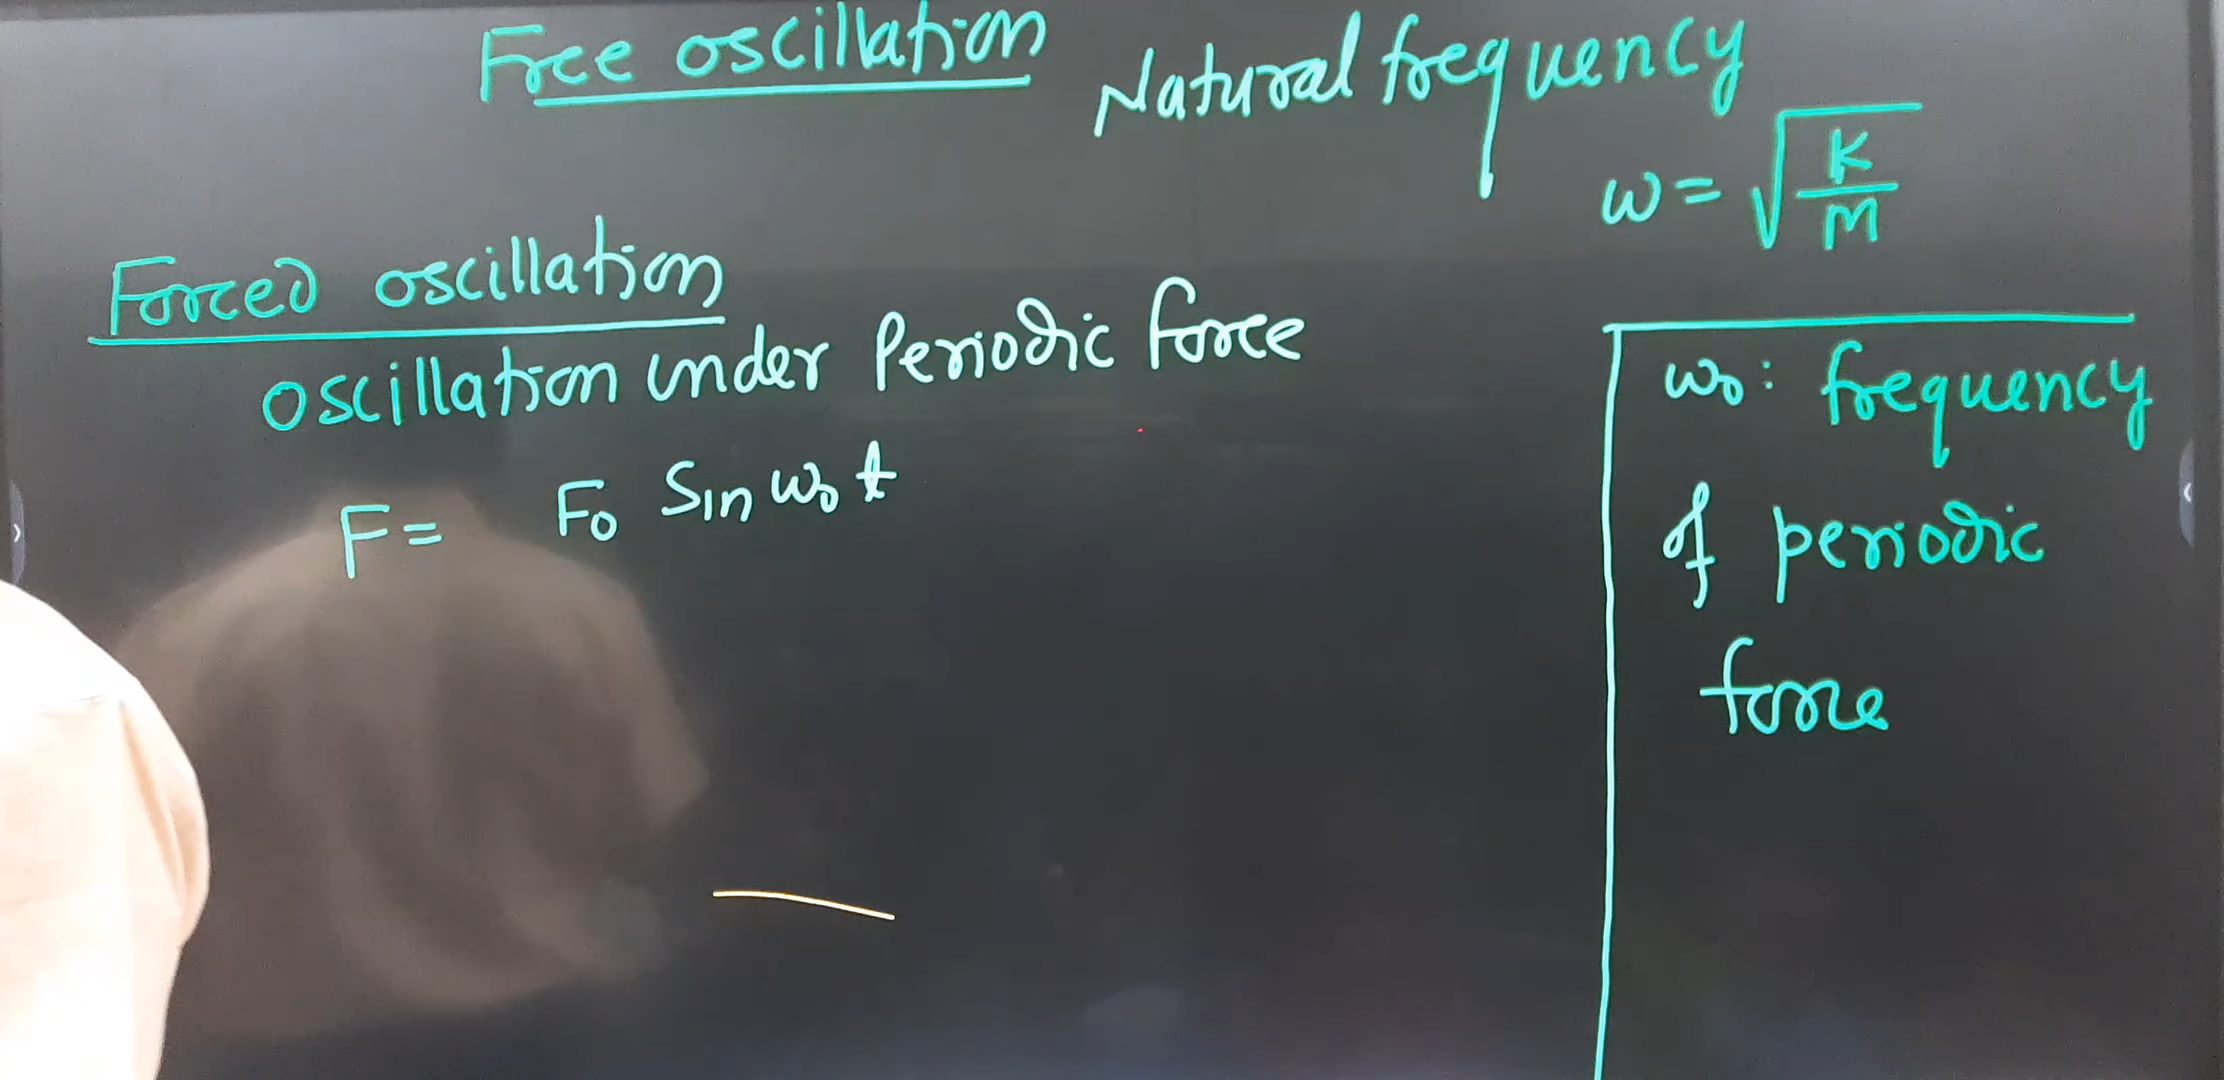 Free oscillation
Natural frequency
ω = √K/M
Forced oscillation
oscillation under Periodic force
F = F₀ Sin ω₀ t
ω₀ : frequency
of periodic
force